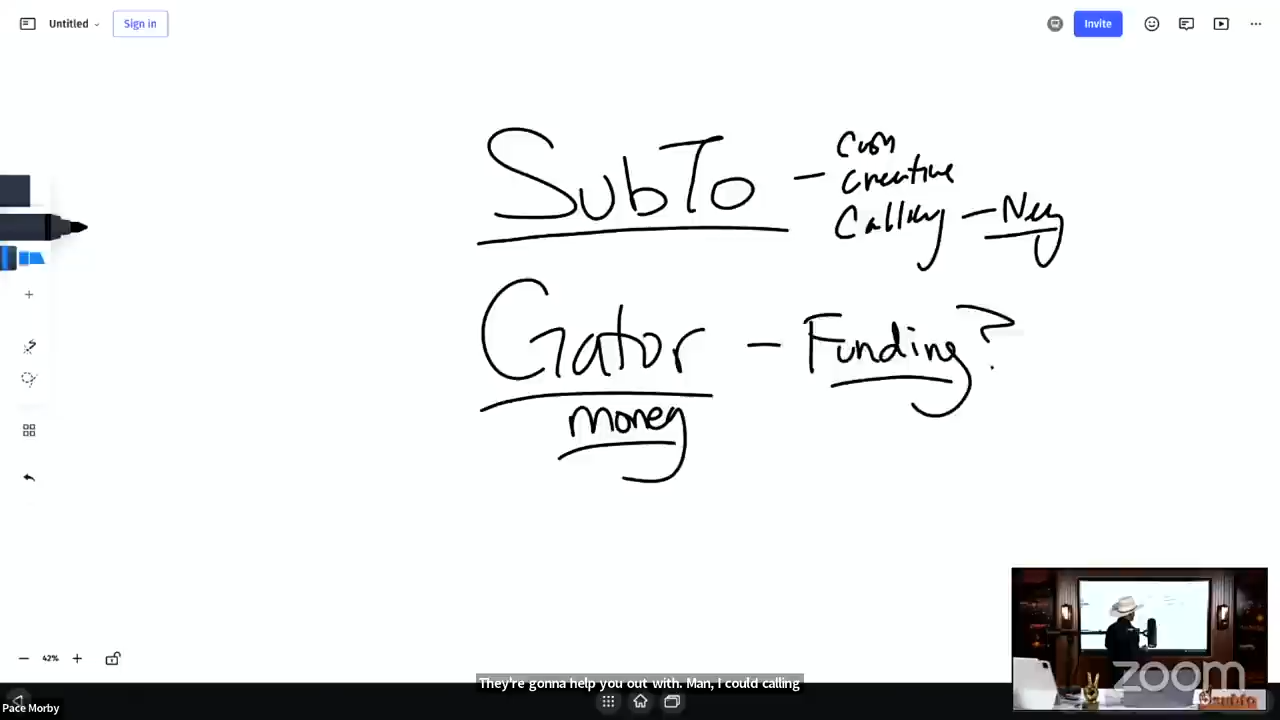 Untitled
Sign in
Invite
SubTo - Cash
Creative
Calling - Neg
Gator - Funding?
money
42%
They're gonna help you out with. Man, I could calling
Pace Morby
zoom